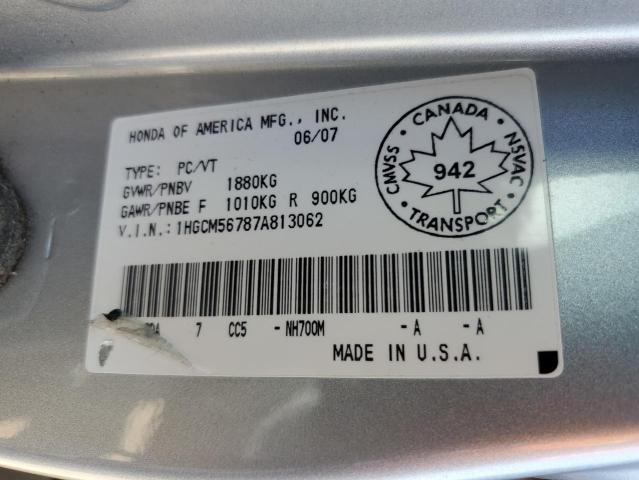 HONDA OF AMERICA MFG., INC.
06/07
TYPE: PC/VT
GVWR/PNBV 1880KG
GAWR/PNBE F 1010KG R 900KG
V.I.N.: 1HGCM56787A813062
CANADA
CMVSS
NSVAC
942
TRANSPORT
7 CC5 -NH700M -A -A
MADE IN U.S.A.